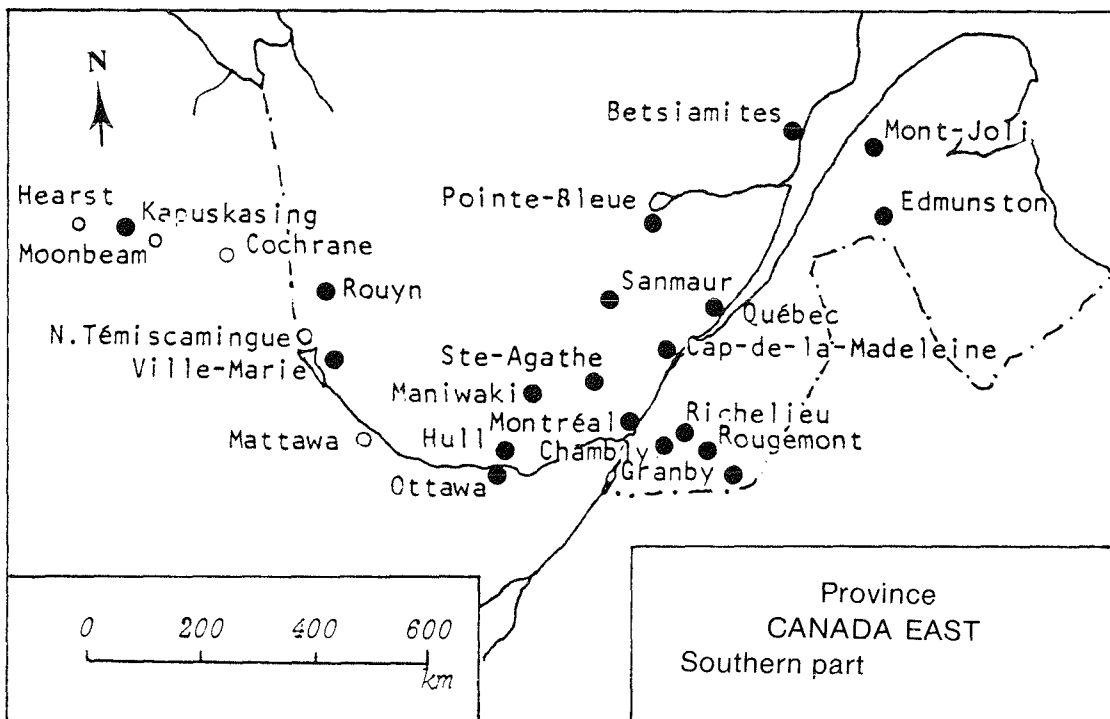 N
Betsiamites
Mont-Joli
Hearst
Kapuskasing
Pointe-Bleue
Edmunston
Moonbeam
Cochrane
Rouyn
Sanmaur
Québec
N.Témiscamingue
Cap-de-la-Madeleine
Ville-Marie
Ste-Agathe
Maniwaki
Montréal
Richelieu
Mattawa
Hull
Chambly
Rougemont
Granby
Ottawa
0 200 400 600
km
Province
CANADA EAST
Southern part